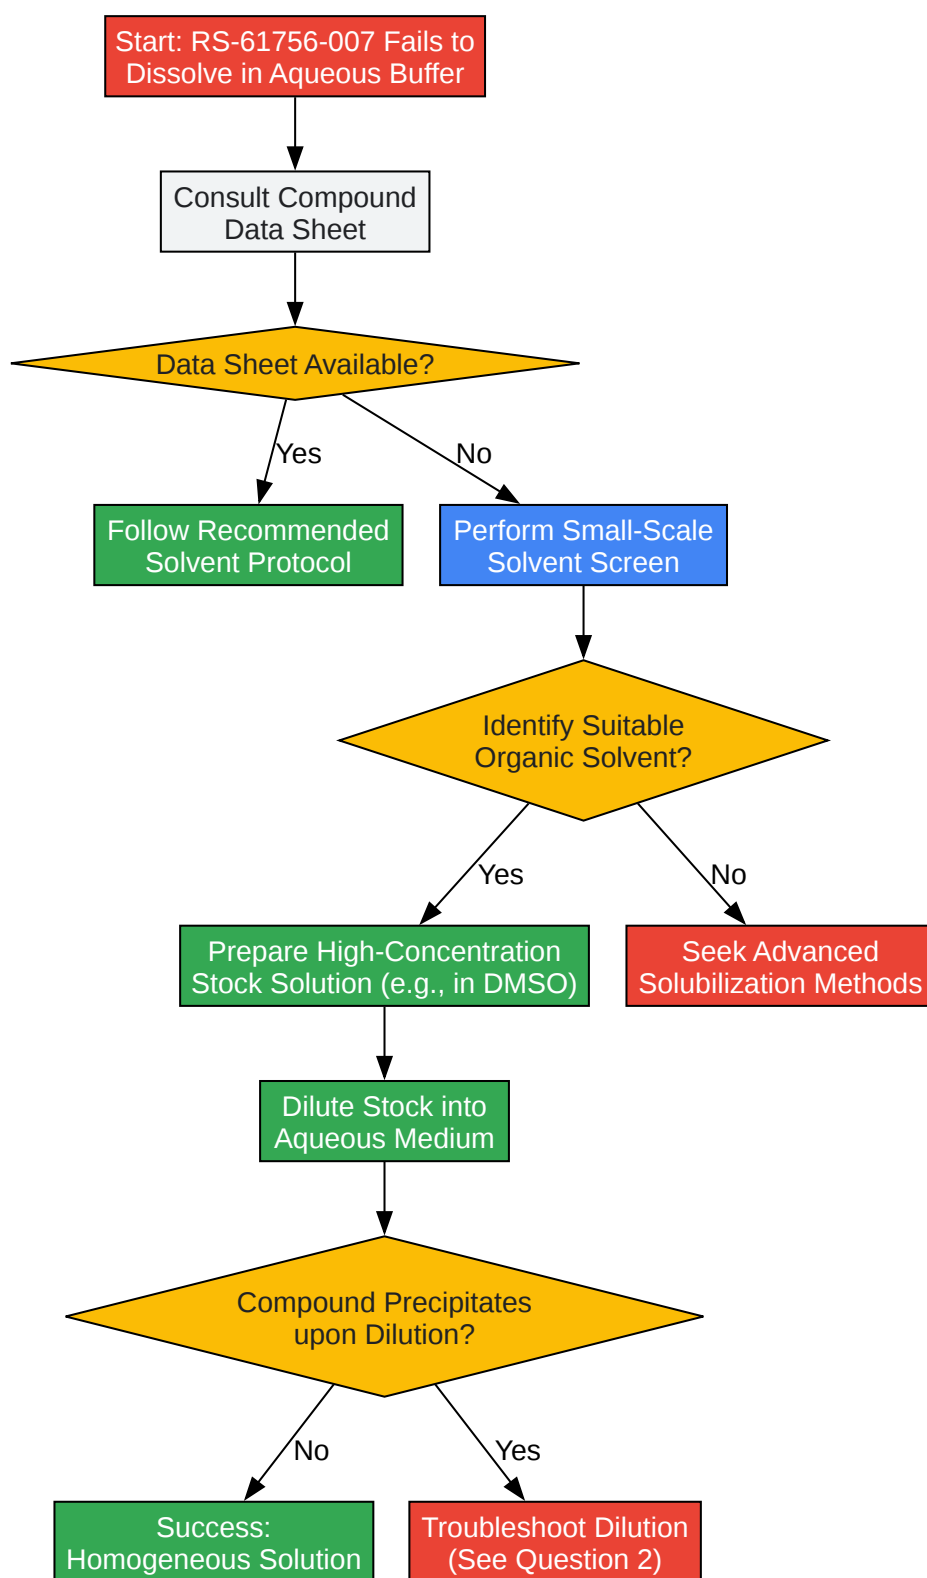 Start: RS-61756-007 Fails to
Dissolve in Aqueous Buffer
Consult Compound
Data Sheet
Data Sheet Available?
Yes
No
Follow Recommended
Solvent Protocol
Perform Small-Scale
Solvent Screen
Identify Suitable
Organic Solvent?
Yes
No
Prepare High-Concentration
Stock Solution (e.g., in DMSO)
Seek Advanced
Solubilization Methods
Dilute Stock into
Aqueous Medium
Compound Precipitates
upon Dilution?
No
Yes
Success:
Homogeneous Solution
Troubleshoot Dilution
(See Question 2)